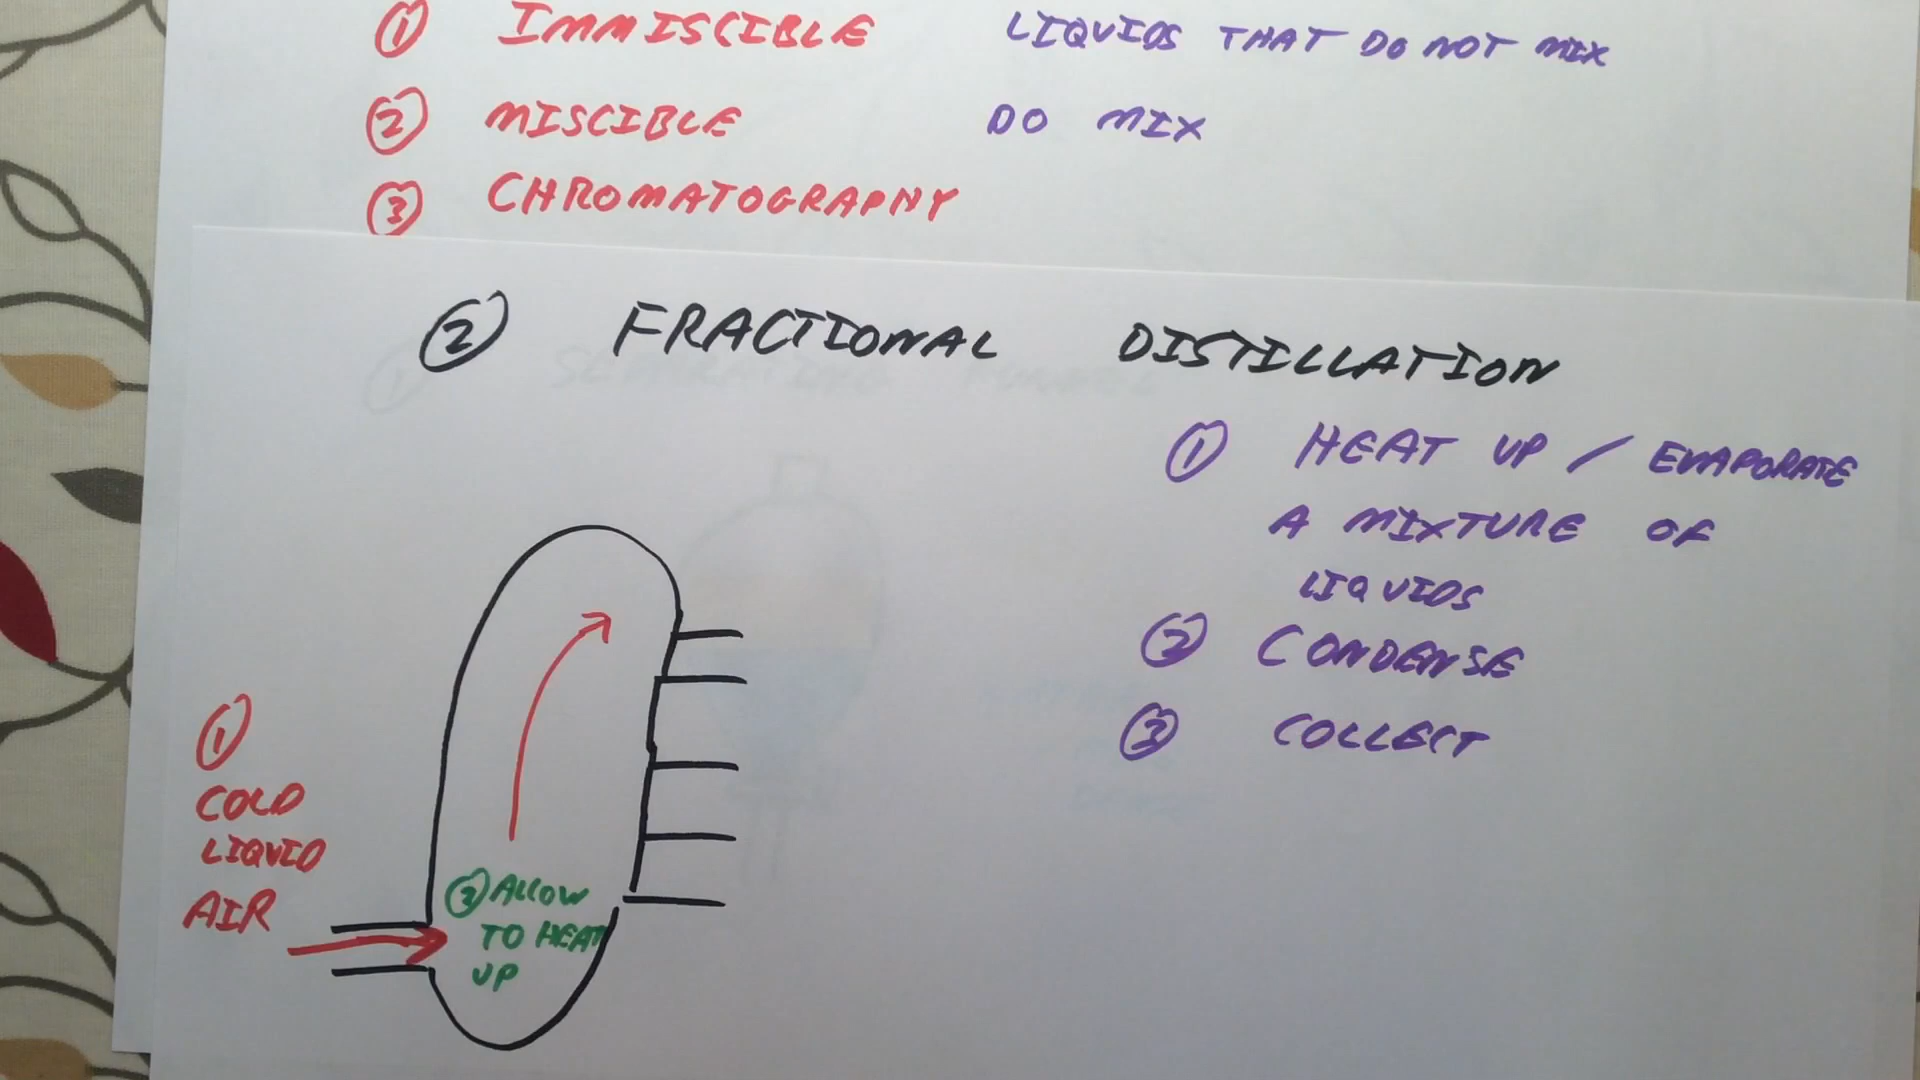 ① IMMISCIBLE LIQUIDS THAT DO NOT MIX
② MISCIBLE DO MIX
③ CHROMATOGRAPHY
② FRACTIONAL DISTILLATION
① HEAT UP / EVAPORATE
A MIXTURE OF
LIQUIDS
② CONDENSE
③ COLLECT
①
COLD
LIQUID
AIR
② ALLOW
TO HEAT
UP